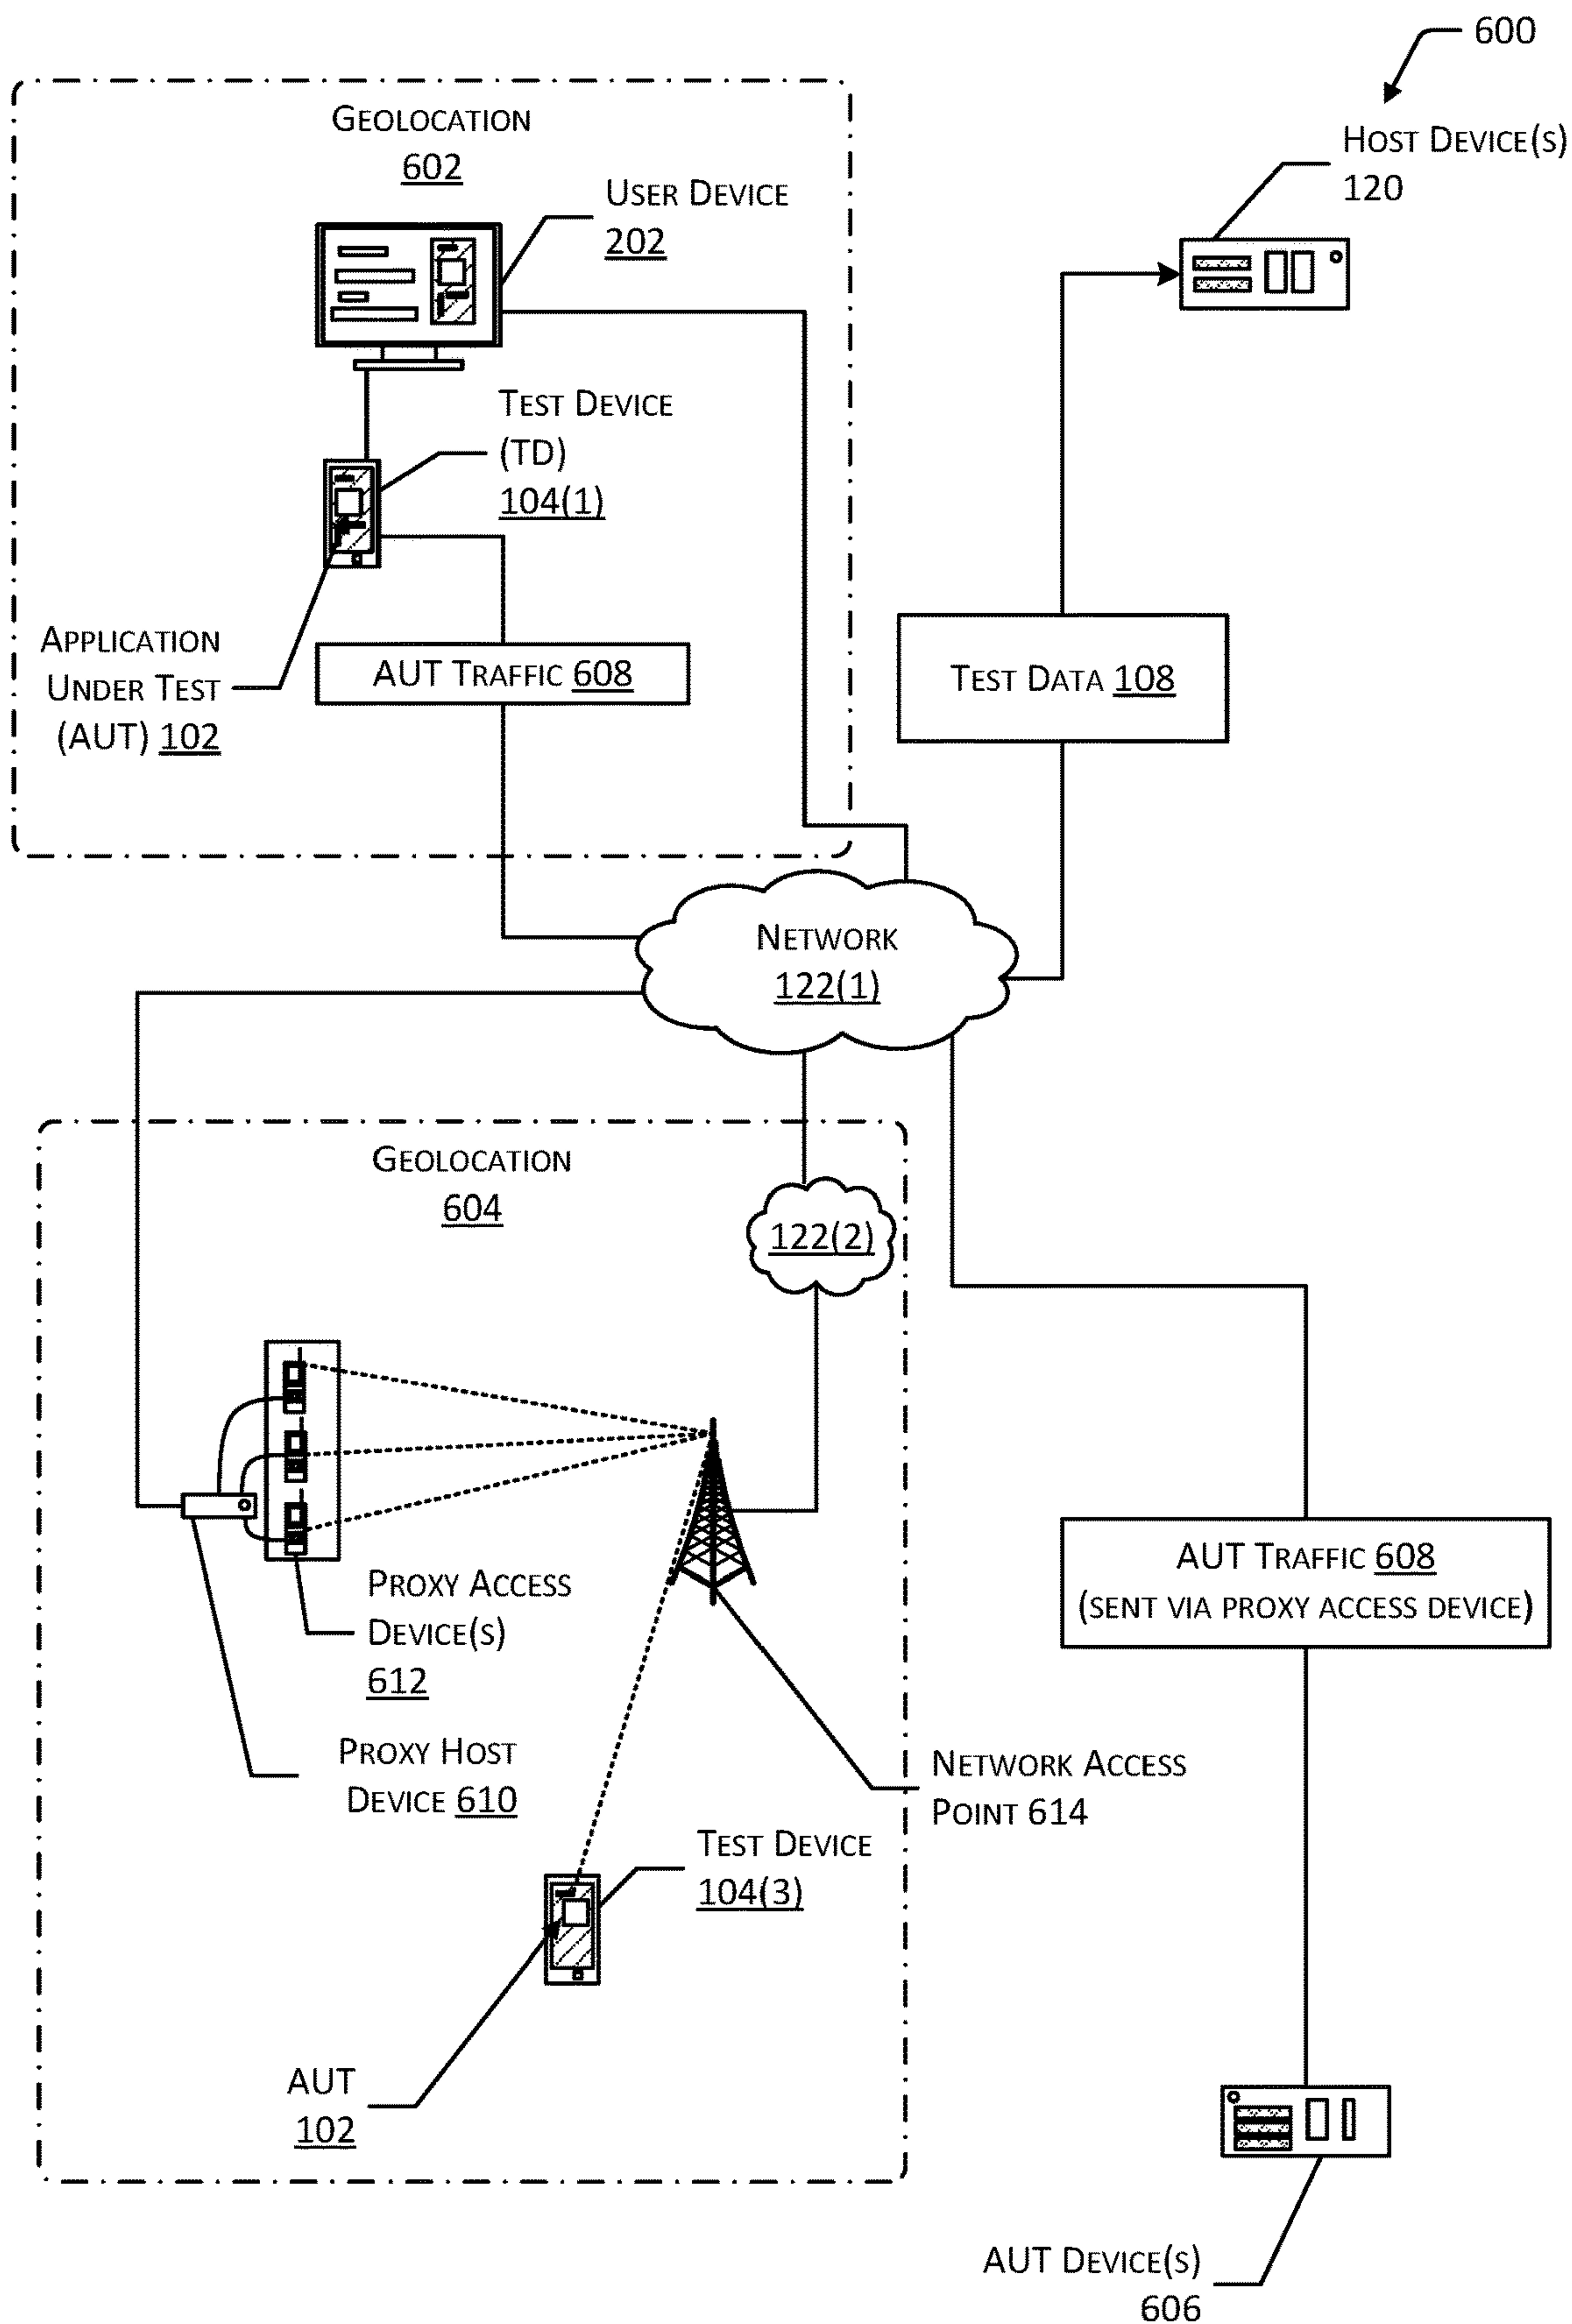 600
Geolocation
602
Host Device(s)
120
User Device
202
Test Device
(TD)
104(1)
Application
Under Test
(AUT) 102
AUT Traffic 608
Test Data 108
Network
122(1)
Geolocation
604
122(2)
AUT Traffic 608
(sent via proxy access device)
Proxy Access
Device(s)
612
Proxy Host
Device 610
Network Access
Point 614
Test Device
104(3)
AUT
102
AUT Device(s)
606